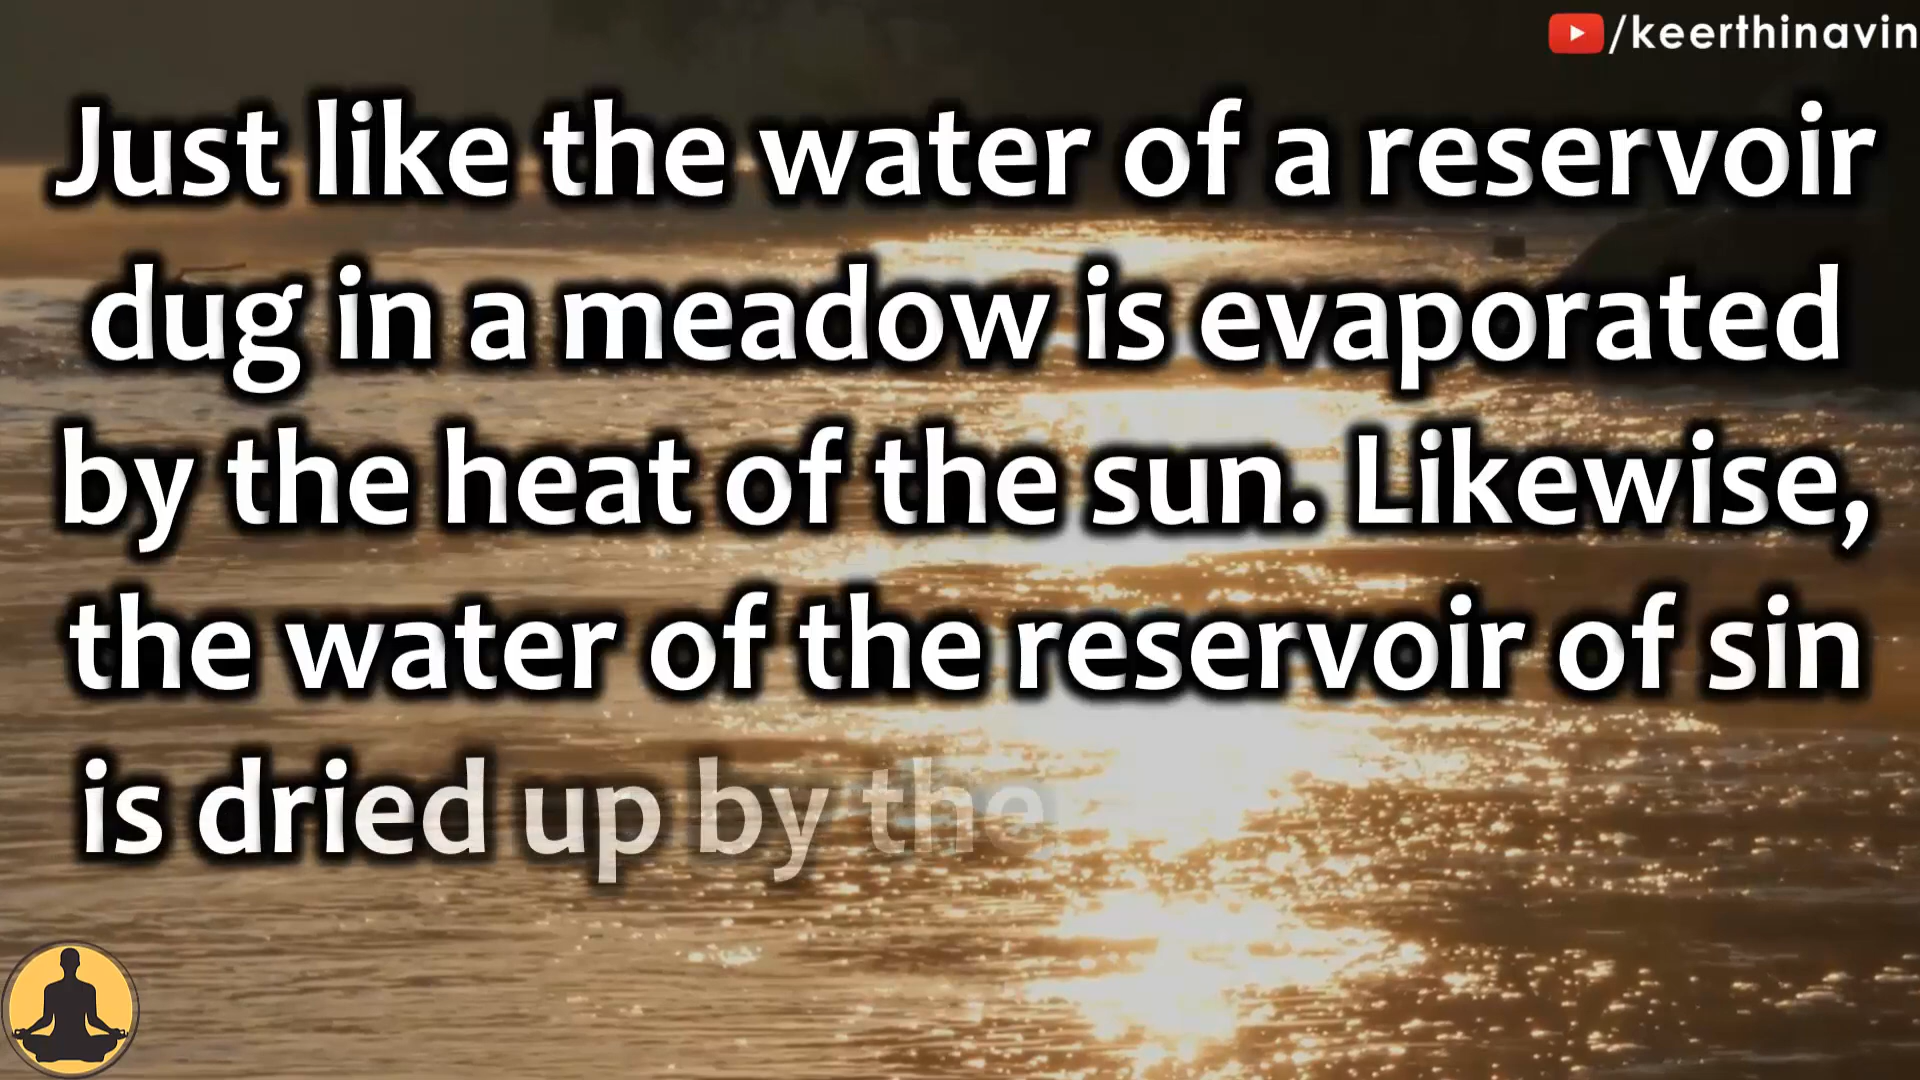 /keerthinavin
Just like the water of a reservoir
dug in a meadow is evaporated
by the heat of the sun. Likewise,
the water of the reservoir of sin
is dried up by the